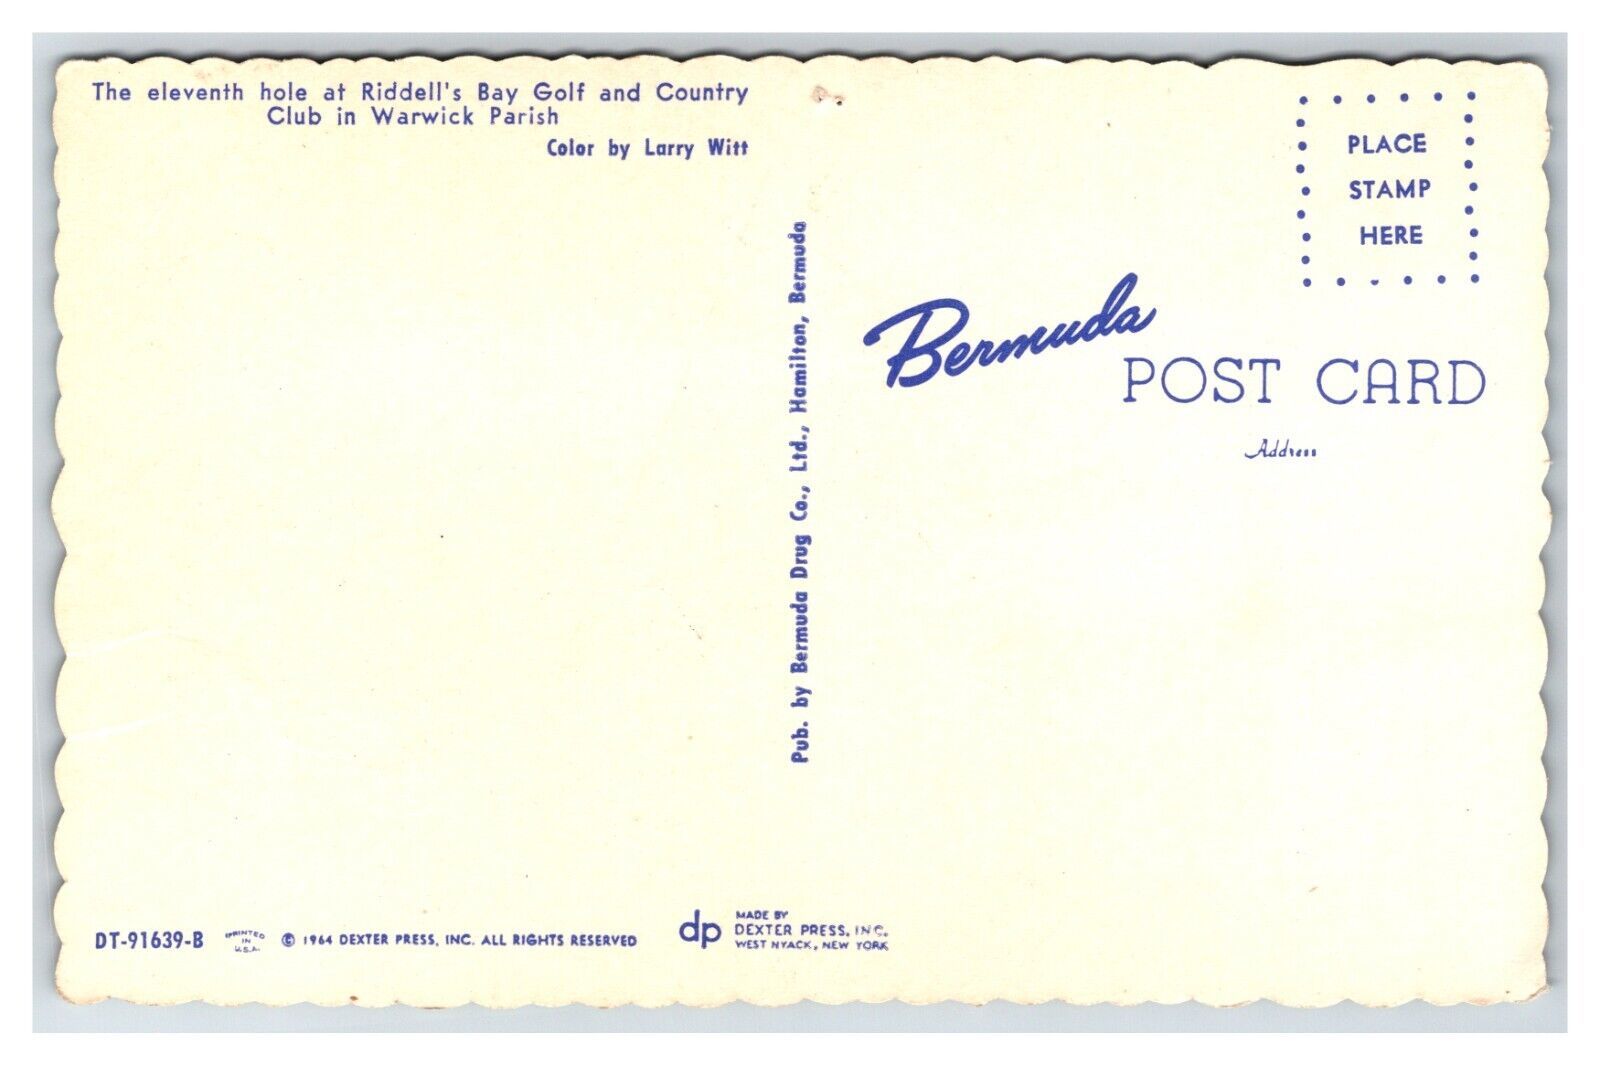 The eleventh hole at Riddell's Bay Golf and Country
Club in Warwick Parish
Color by Larry Witt
Pub. by Bermuda Drug Co., Ltd., Hamilton, Bermuda
PLACE
STAMP
HERE
Bermuda
POST CARD
Address
DT-91639-B
PRINTED
IN
U.S.A.
© 1964 DEXTER PRESS, INC. ALL RIGHTS RESERVED
dp
MADE BY
DEXTER PRESS, INC.
WEST NYACK, NEW YORK